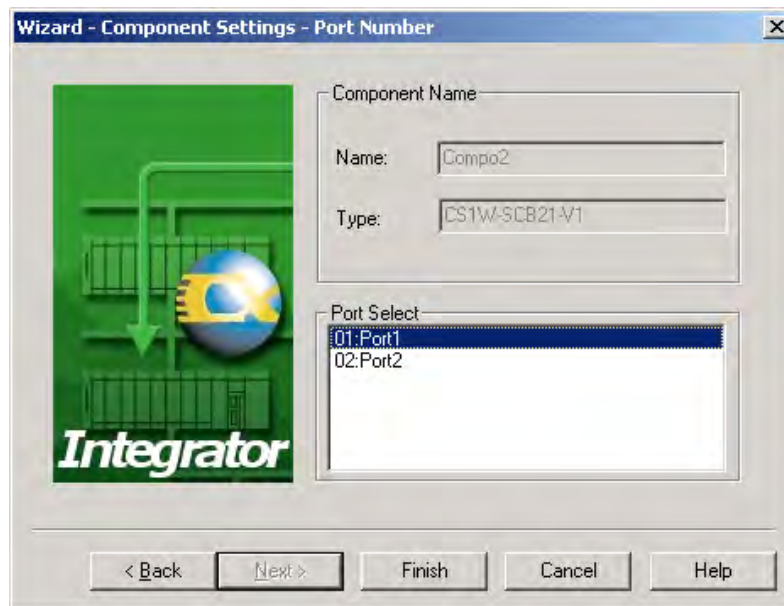 Wizard - Component Settings - Port Number
Component Name
Name: Compo2
Type: CS1W-SCB21-V1
CX
Integrator
Port Select
01:Port1
02:Port2
< Back Next > Finish Cancel Help